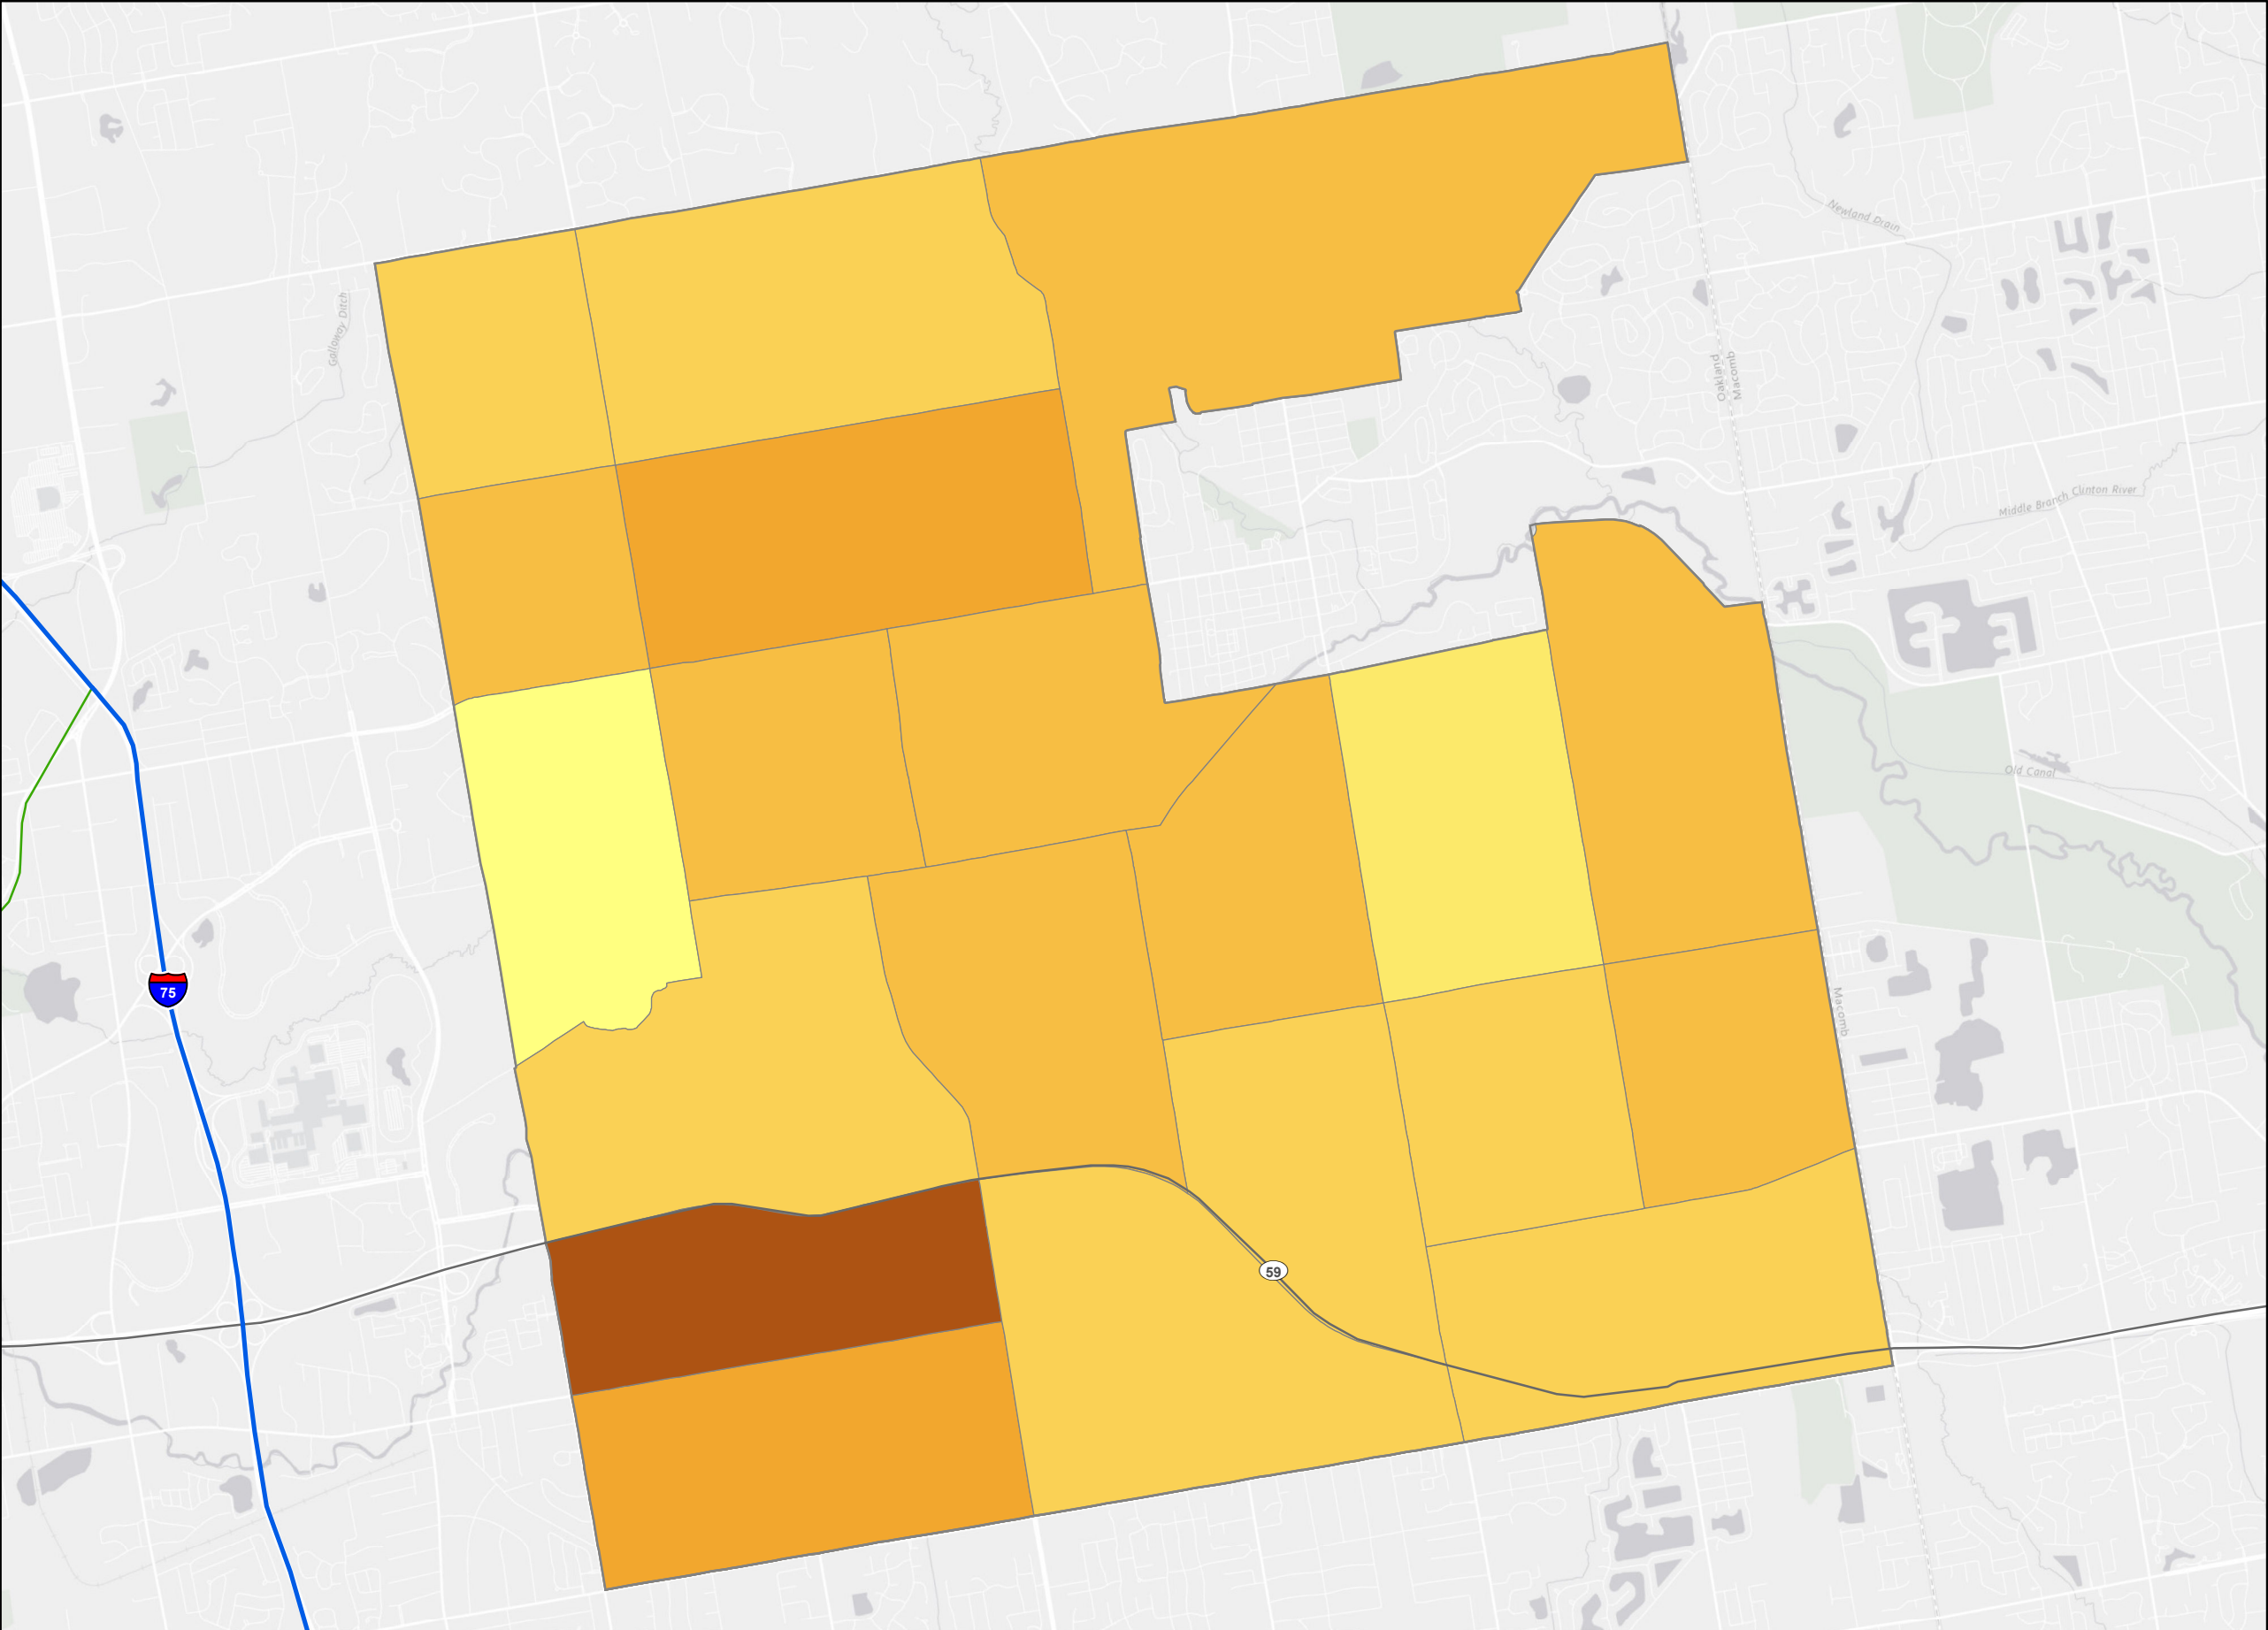 Newland Drain
Galloway Ditch
Oakland
Macomb
Middle Branch Clinton River
Old Canal
75
Macomb
59